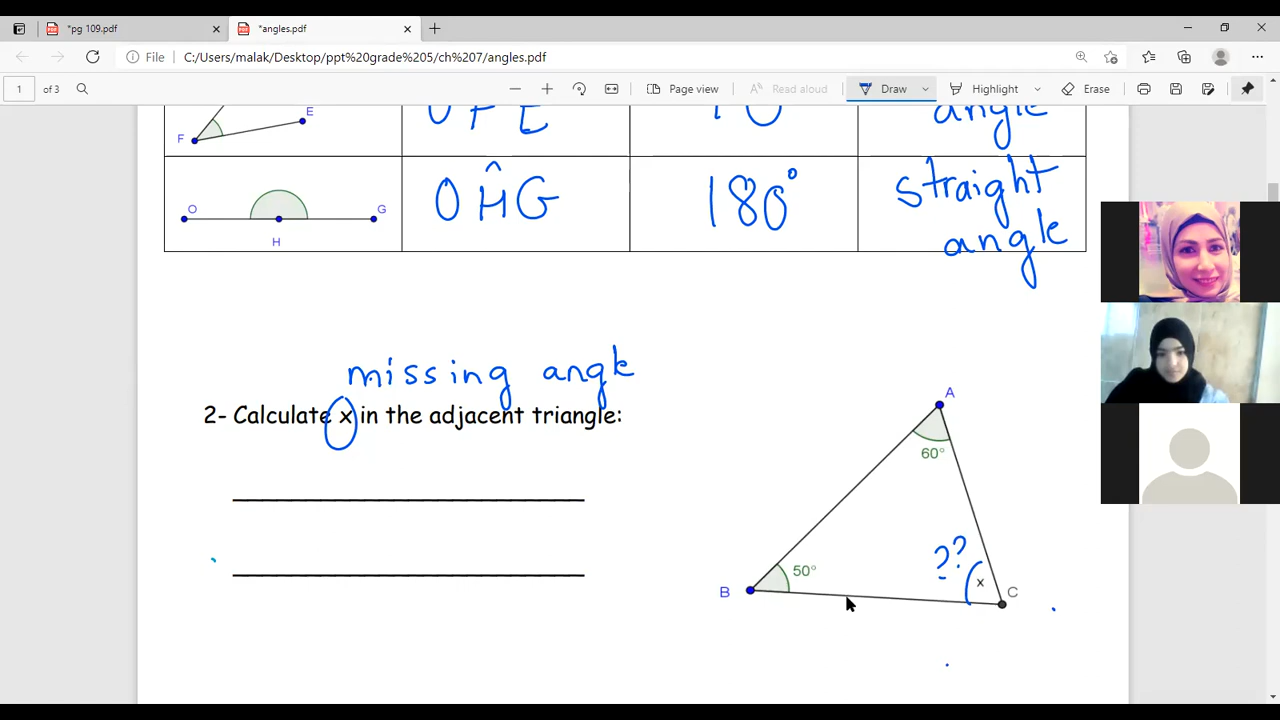 *pg 109.pdf
*angles.pdf
File C:/Users/malak/Desktop/ppt%20grade%205/ch%207/angles.pdf
1 of 3
Page view
Read aloud
Draw
Highlight
Erase
F E
angle
O H G
OĤG 180° straight
angle
missing angle
2- Calculate x in the adjacent triangle:
A
60°
??
50° x
B C